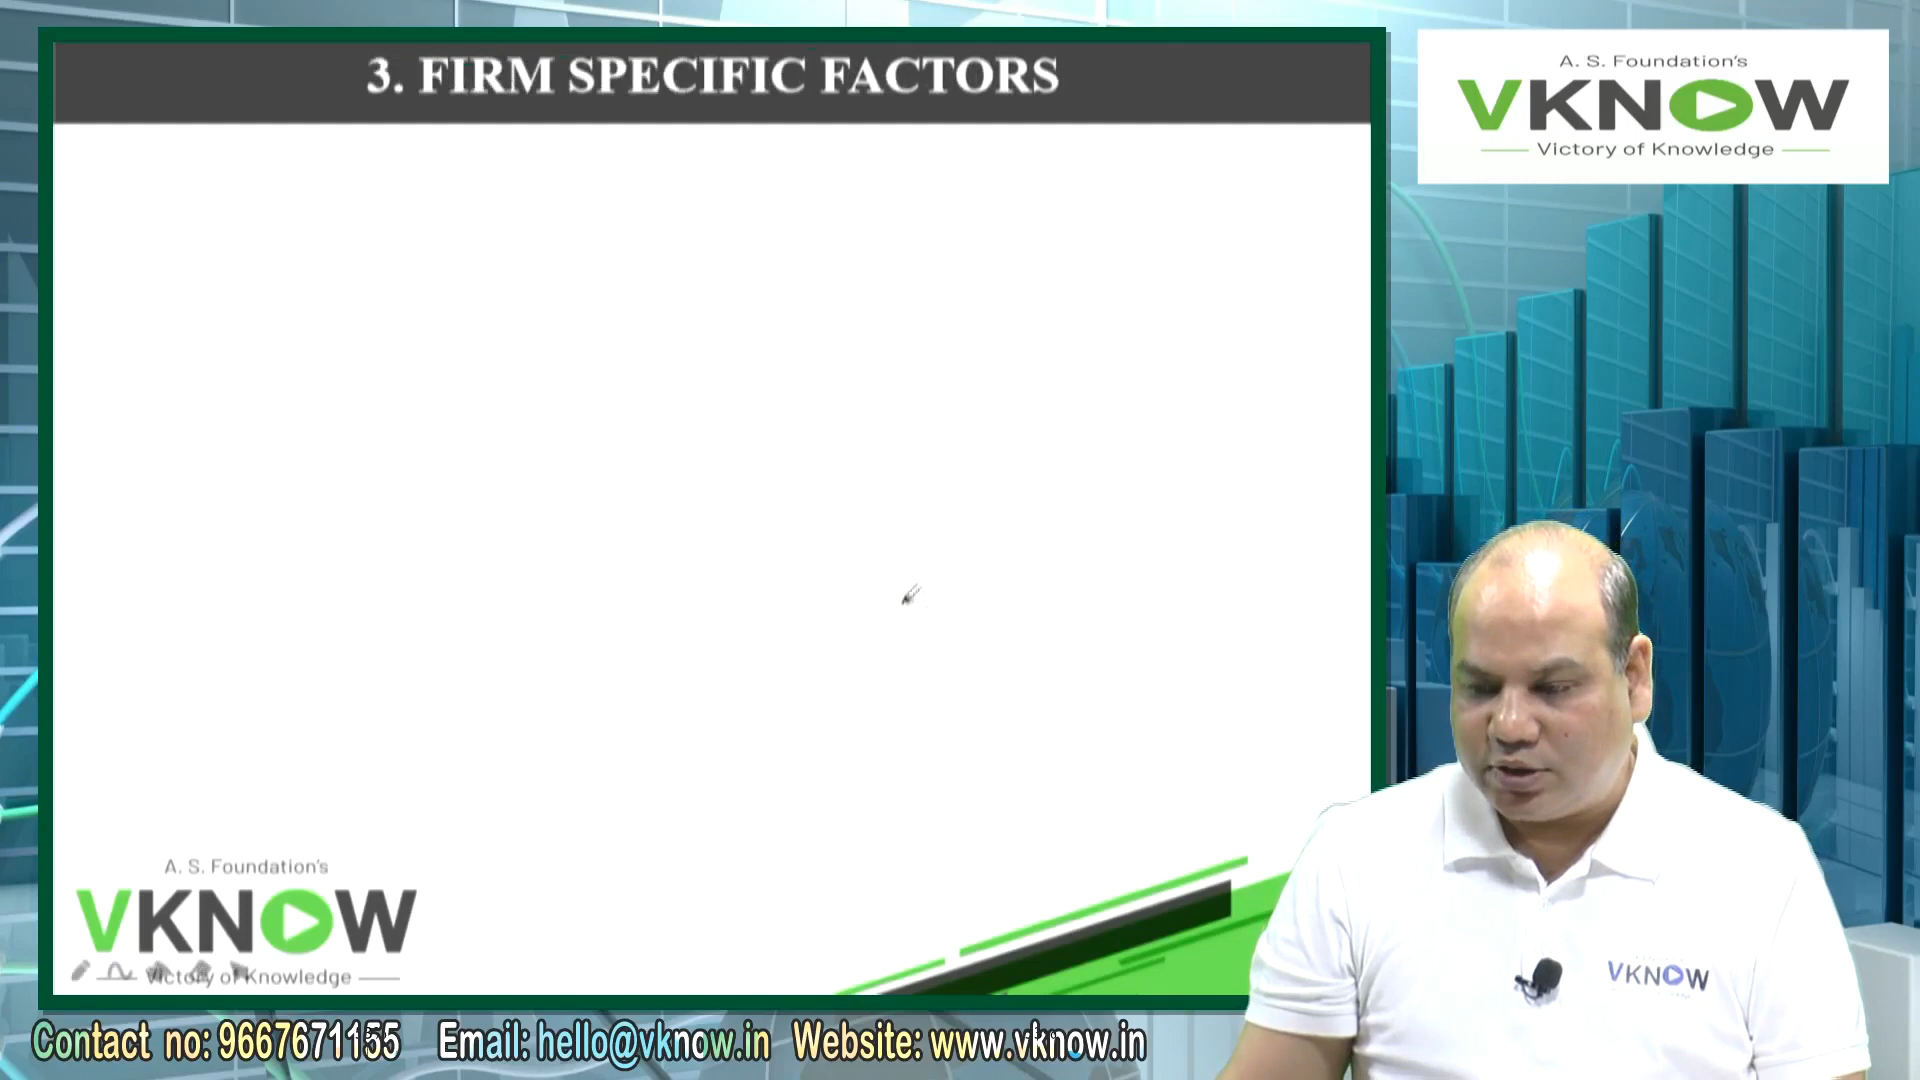 3. FIRM SPECIFIC FACTORS
A. S. Foundation's
VKNOW
Victory of Knowledge
A. S. Foundation's
VKNOW
Victory of Knowledge
VKNOW
Contact no: 9667671155 Email: hello@vknow.in Website: www.vknow.in